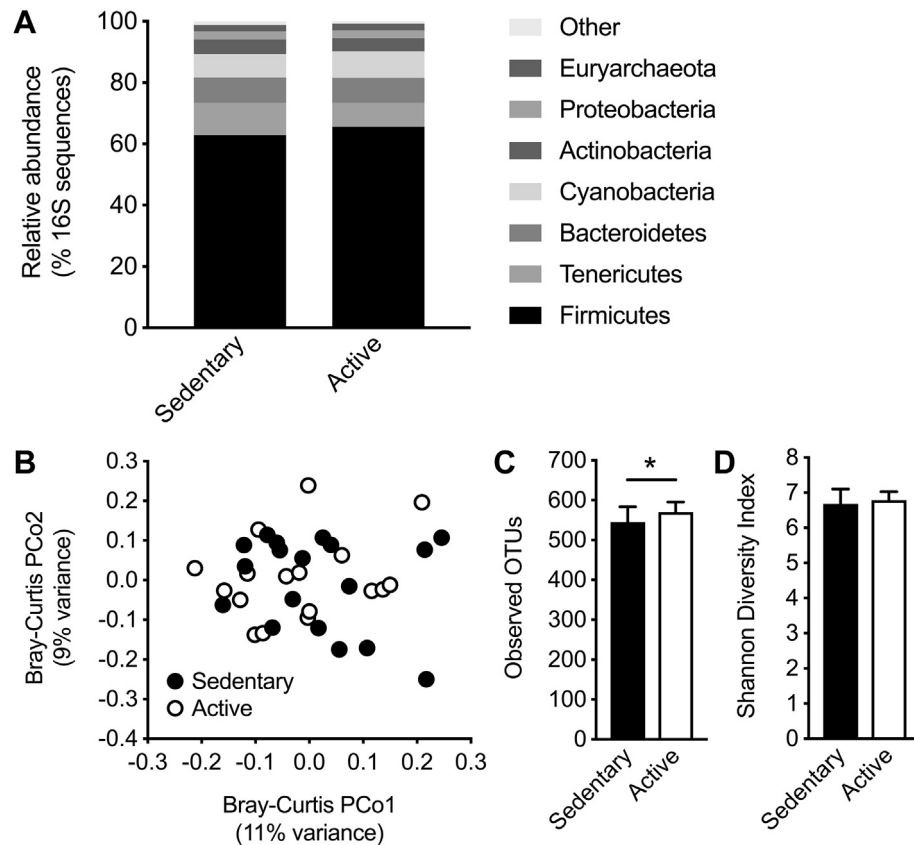 A
Relative abundance
(% 16S sequences)
100
80
60
40
20
0
Sedentary
Active
Other
Euryarchaeota
Proteobacteria
Actinobacteria
Cyanobacteria
Bacteroidetes
Tenericutes
Firmicutes
B
Bray-Curtis PCo2
(9% variance)
0.3
0.2
0.1
0.0
-0.1
-0.2
-0.3
-0.4
Sedentary
Active
-0.3
-0.2
-0.1
0.0
0.1
0.2
0.3
Bray-Curtis PCo1
(11% variance)
C
Observed OTUs
700
600
500
400
300
200
100
0
*
Sedentary
Active
D
Shannon Diversity Index
8
7
6
5
4
3
2
1
0
Sedentary
Active